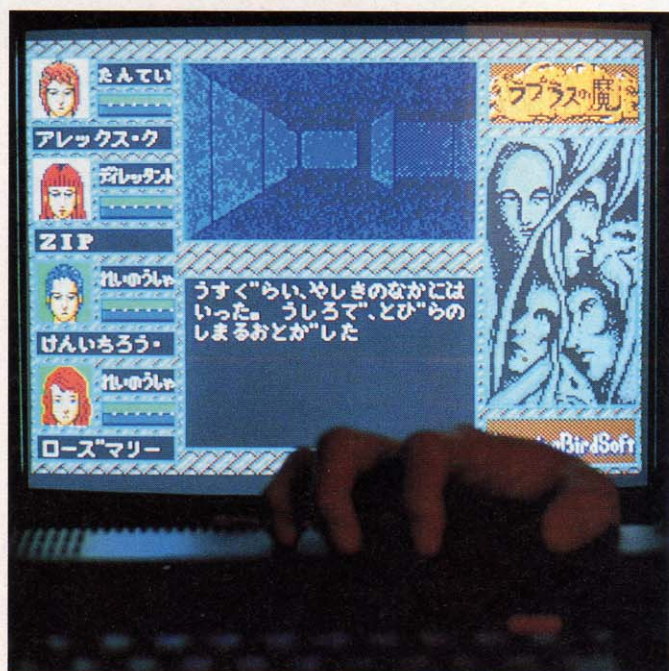 たんてい
アレックス・ク
ディレッタント
ZIP
れいのうしゃ
けんいちろう・
れいのうしゃ
ローズマリー
うすぐらい、やしきのなかには
いった。 うしろで、とびらの
しまるおとがした
ラプラスの魔
BirdSoft